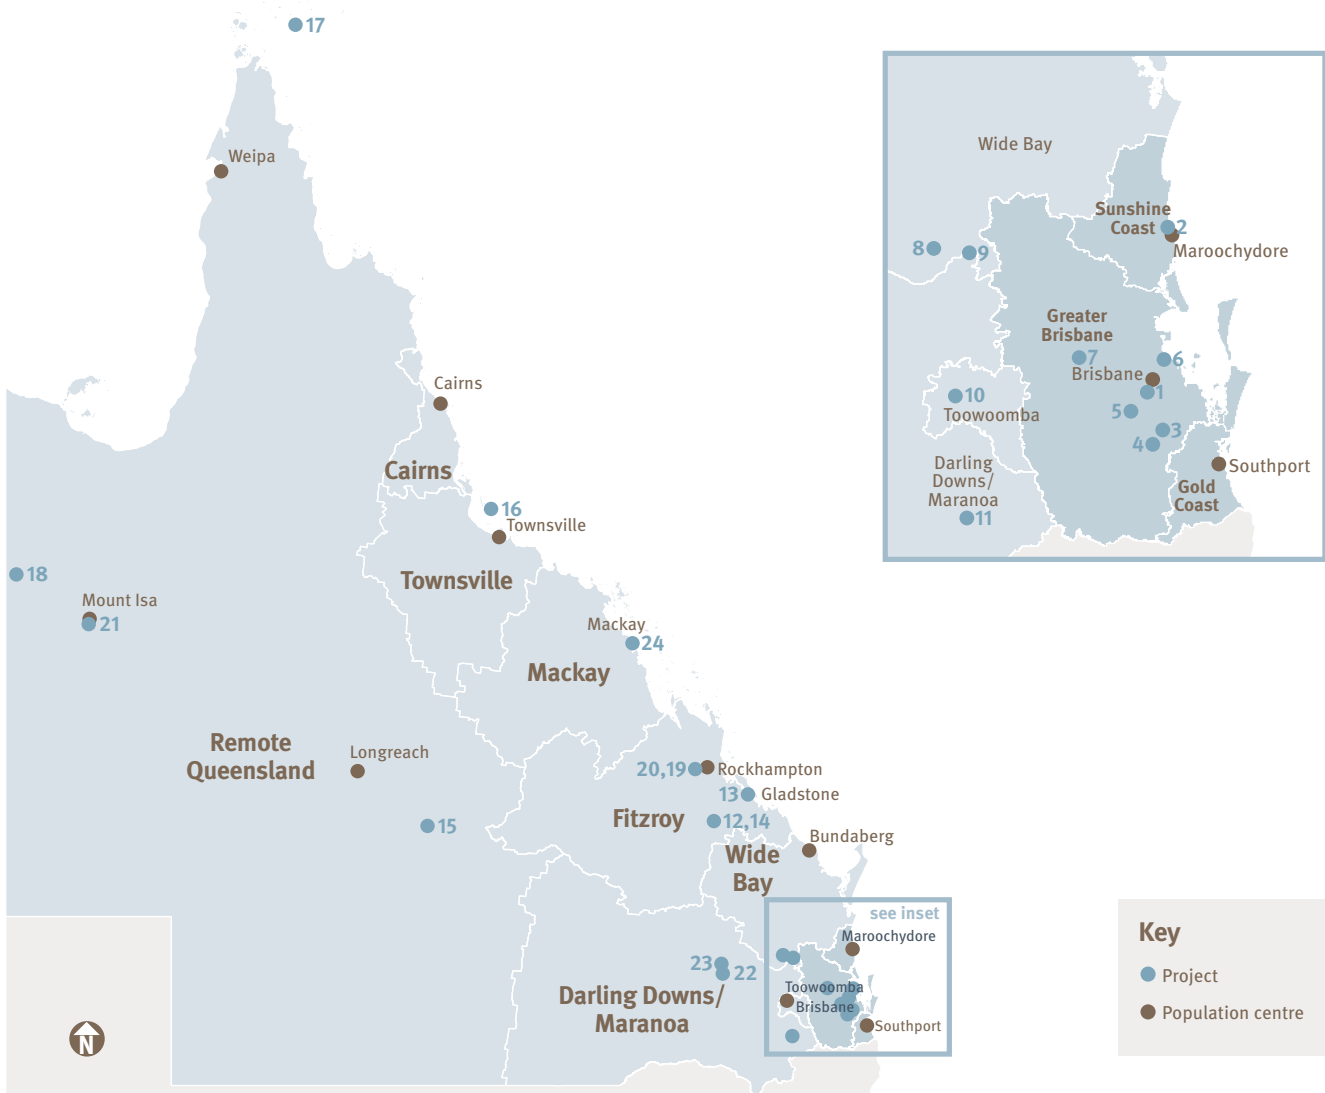 17
Weipa
Cairns
Cairns
16
Townsville
Townsville
18
Mount Isa
21
Mackay
24
Mackay
Remote
Queensland
Longreach
15
20,19
Rockhampton
13
Gladstone
12,14
Fitzroy
Bundaberg
Wide
Bay
see inset
Maroochydore
23
22
Toowoomba
Brisbane
Darling Downs/
Maranoa
Southport
N
Wide Bay
Sunshine
Coast
2
Maroochydore
8
9
Greater
Brisbane
7
6
Brisbane
1
10
Toowoomba
5
3
4
Darling
Downs/
Maranoa
Southport
Gold
Coast
11
Key
Project
Population centre